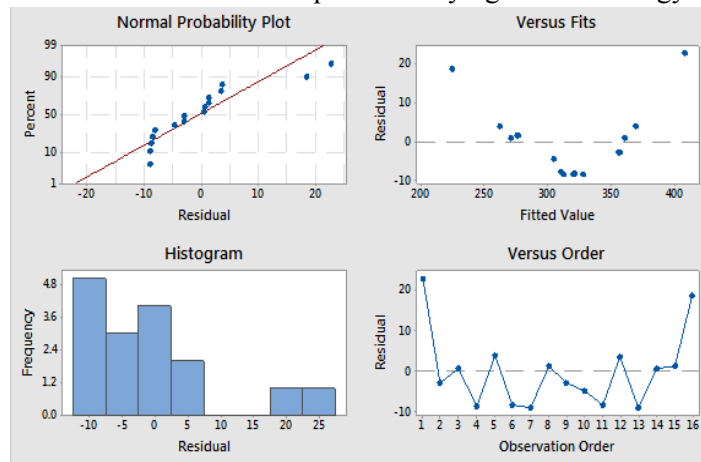 Normal Probability Plot
99
90
50
10
1
Percent
-20 -10 0 10 20
Residual
Versus Fits
20
10
0
-10
Residual
200 250 300 350 400
Fitted Value
Histogram
4.8
3.6
2.4
1.2
0.0
Frequency
-10 -5 0 5 10 15 20 25
Residual
Versus Order
20
10
0
-10
Residual
1 2 3 4 5 6 7 8 9 10 11 12 13 14 15 16
Observation Order